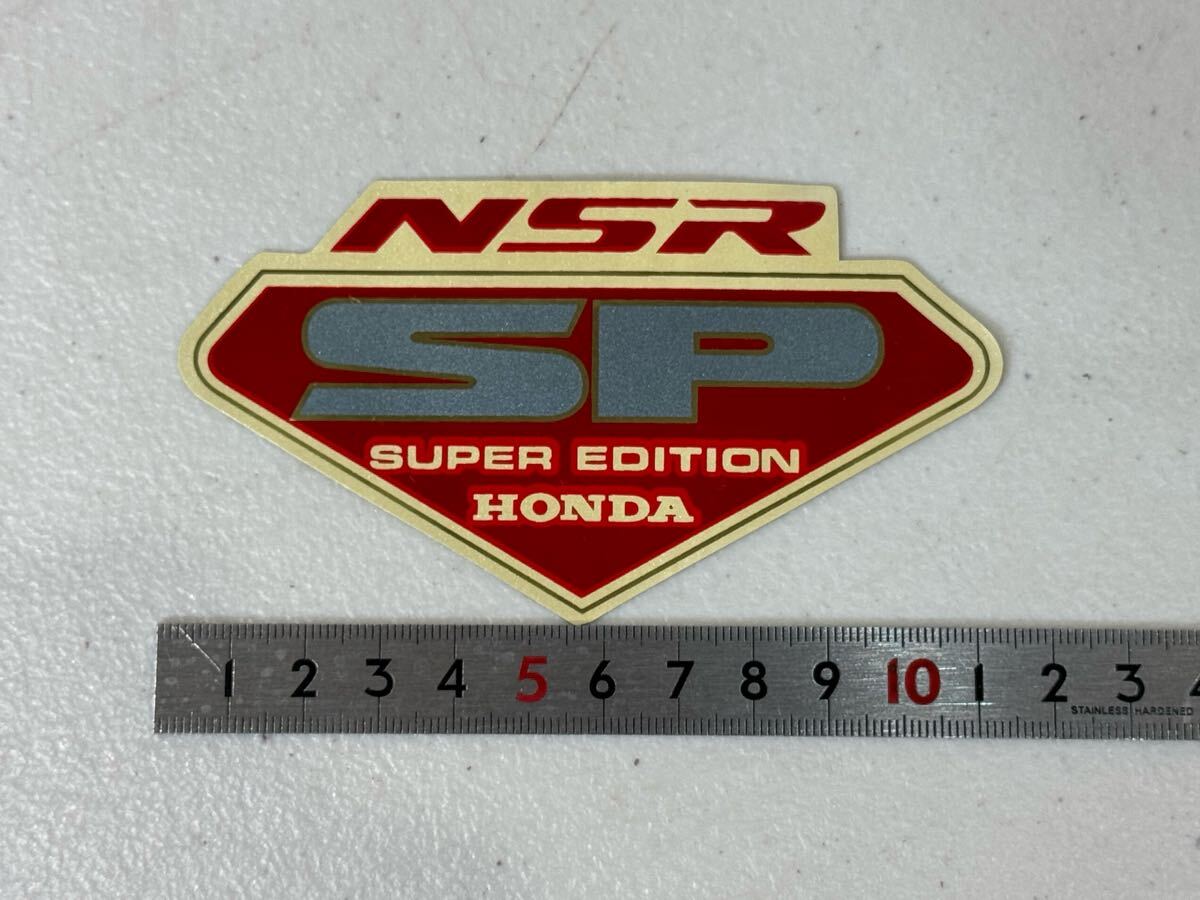 NSR
SP
SUPER EDITION
HONDA
1 2 3 4 5 6 7 8 9 10 1 2 3 4
STAINLESS HARDENED